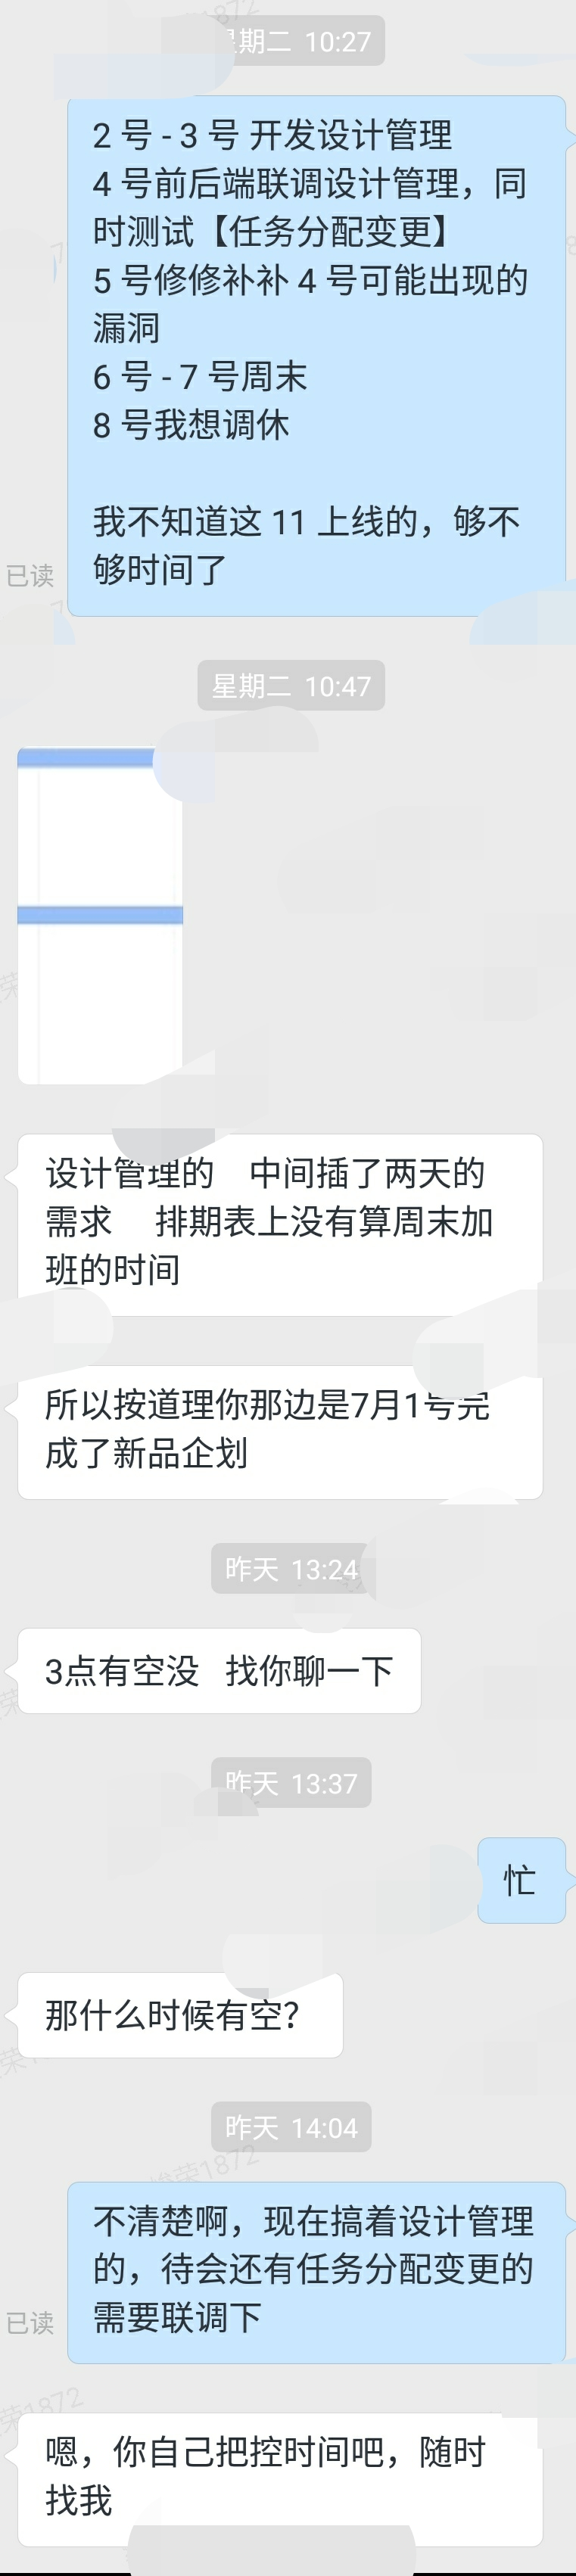 期二 10:27
2 号 - 3 号 开发设计管理
4 号前后端联调设计管理，同
时测试【任务分配变更】
5 号修修补补 4 号可能出现的
漏洞
6 号 - 7 号周末
8 号我想调休
我不知道这 11 上线的，够不
够时间了
已读
星期二 10:47
设计管理的 中间插了两天的
需求 排期表上没有算周末加
班的时间
所以按道理你那边是7月1号完
成了新品企划
昨天 13:24
3点有空没 找你聊一下
昨天 13:37
忙
那什么时候有空？
昨天 14:04
荣1872
不清楚啊，现在搞着设计管理
的，待会还有任务分配变更的
需要联调下
已读
荣1872
嗯，你自己把控时间吧，随时
找我